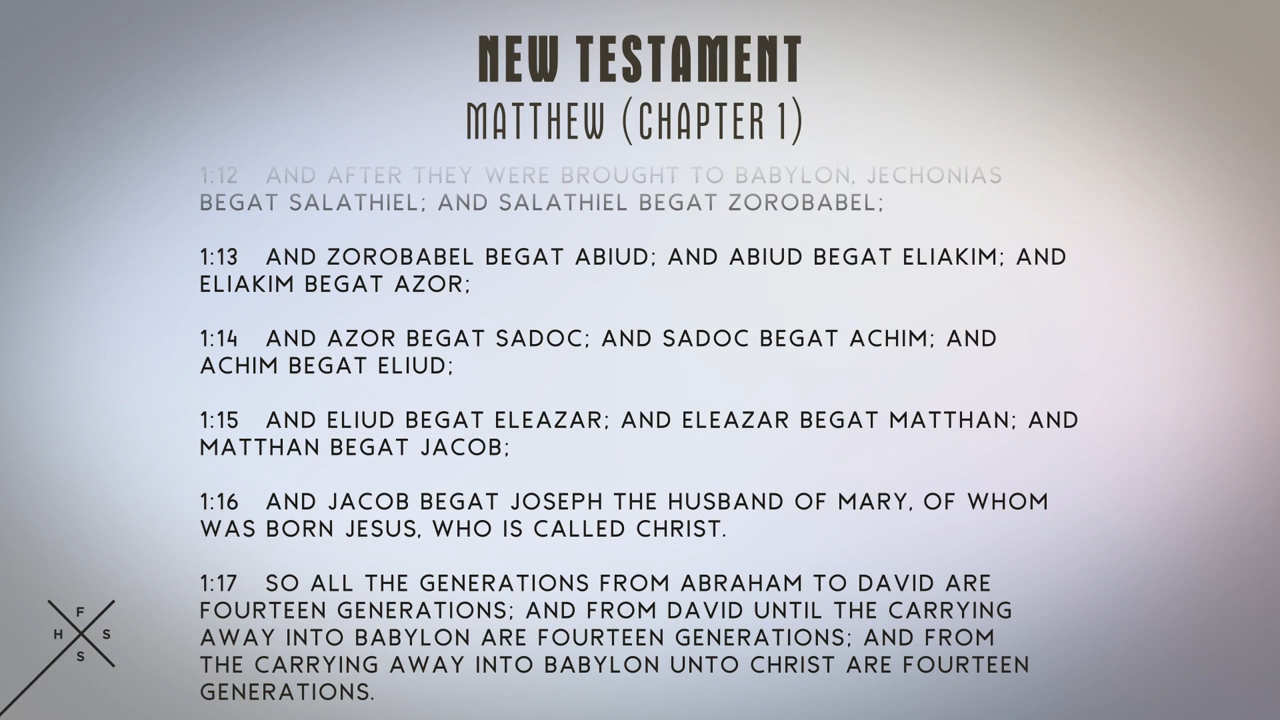 NEW TESTAMENT
MATTHEW (CHAPTER 1)
1:12 AND AFTER THEY WERE BROUGHT TO BABYLON, JECHONIAS
BEGAT SALATHIEL; AND SALATHIEL BEGAT ZOROBABEL;
1:13 AND ZOROBABEL BEGAT ABIUD; AND ABIUD BEGAT ELIAKIM; AND
ELIAKIM BEGAT AZOR;
1:14 AND AZOR BEGAT SADOC; AND SADOC BEGAT ACHIM; AND
ACHIM BEGAT ELIUD;
1:15 AND ELIUD BEGAT ELEAZAR; AND ELEAZAR BEGAT MATTHAN; AND
MATTHAN BEGAT JACOB;
1:16 AND JACOB BEGAT JOSEPH THE HUSBAND OF MARY, OF WHOM
WAS BORN JESUS, WHO IS CALLED CHRIST.
1:17 SO ALL THE GENERATIONS FROM ABRAHAM TO DAVID ARE
FOURTEEN GENERATIONS; AND FROM DAVID UNTIL THE CARRYING
AWAY INTO BABYLON ARE FOURTEEN GENERATIONS; AND FROM
THE CARRYING AWAY INTO BABYLON UNTO CHRIST ARE FOURTEEN
GENERATIONS.
F
H S
S